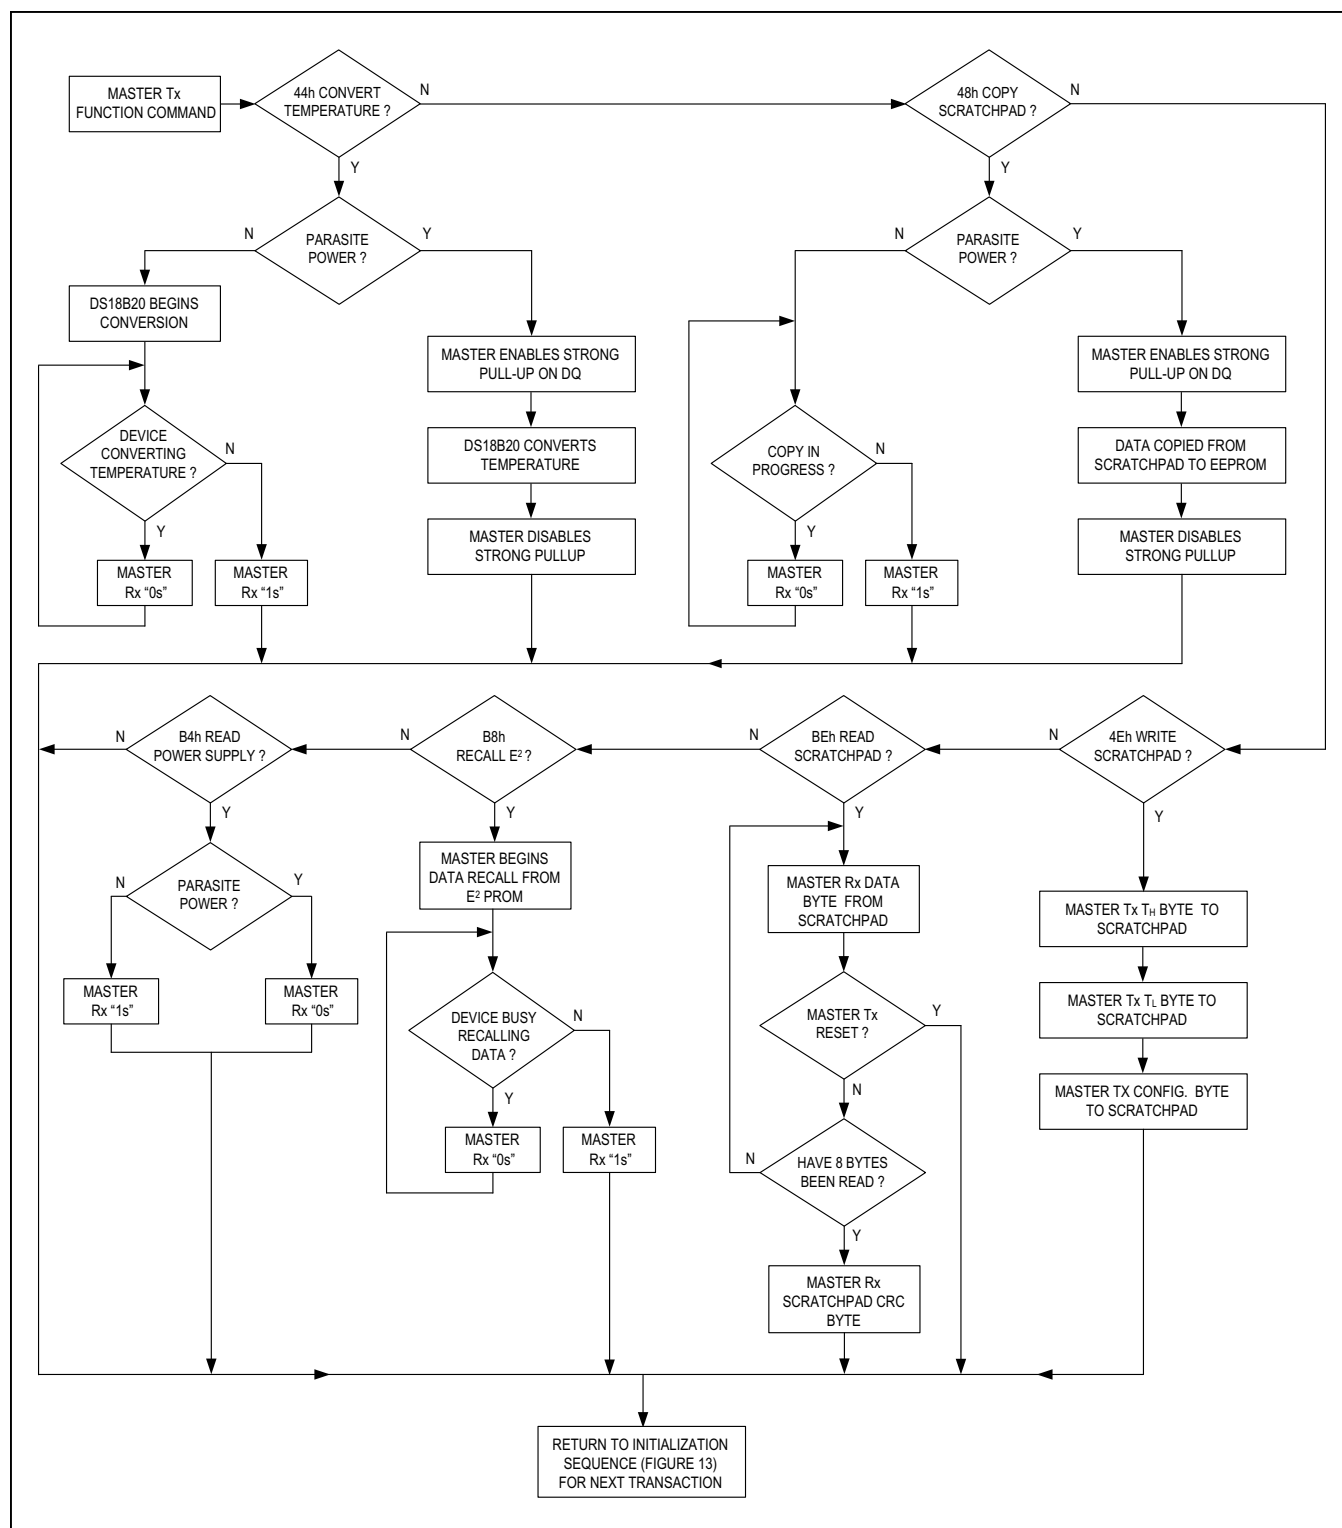 MASTER Tx
FUNCTION COMMAND
44h CONVERT
TEMPERATURE ?
N
Y
48h COPY
SCRATCHPAD ?
N
Y
PARASITE
POWER ?
N
Y
DS18B20 BEGINS
CONVERSION
DEVICE
CONVERTING
TEMPERATURE ?
N
Y
MASTER
Rx “0s”
MASTER
Rx “1s”
MASTER ENABLES STRONG
PULL-UP ON DQ
DS18B20 CONVERTS
TEMPERATURE
MASTER DISABLES
STRONG PULLUP
PARASITE
POWER ?
N
Y
COPY IN
PROGRESS ?
N
Y
MASTER
Rx “0s”
MASTER
Rx “1s”
MASTER ENABLES STRONG
PULL-UP ON DQ
DATA COPIED FROM
SCRATCHPAD TO EEPROM
MASTER DISABLES
STRONG PULLUP
B4h READ
POWER SUPPLY ?
N
Y
PARASITE
POWER ?
N
Y
MASTER
Rx “1s”
MASTER
Rx “0s”
B8h
RECALL E² ?
N
Y
MASTER BEGINS
DATA RECALL FROM
E² PROM
DEVICE BUSY
RECALLING
DATA ?
N
Y
MASTER
Rx “0s”
MASTER
Rx “1s”
BEh READ
SCRATCHPAD ?
N
Y
MASTER Rx DATA
BYTE FROM
SCRATCHPAD
MASTER Tx
RESET ?
Y
N
HAVE 8 BYTES
BEEN READ ?
N
Y
MASTER Rx
SCRATCHPAD CRC
BYTE
4Eh WRITE
SCRATCHPAD ?
N
Y
MASTER Tx T_H BYTE TO
SCRATCHPAD
MASTER Tx T_L BYTE TO
SCRATCHPAD
MASTER TX CONFIG. BYTE
TO SCRATCHPAD
RETURN TO INITIALIZATION
SEQUENCE (FIGURE 13)
FOR NEXT TRANSACTION